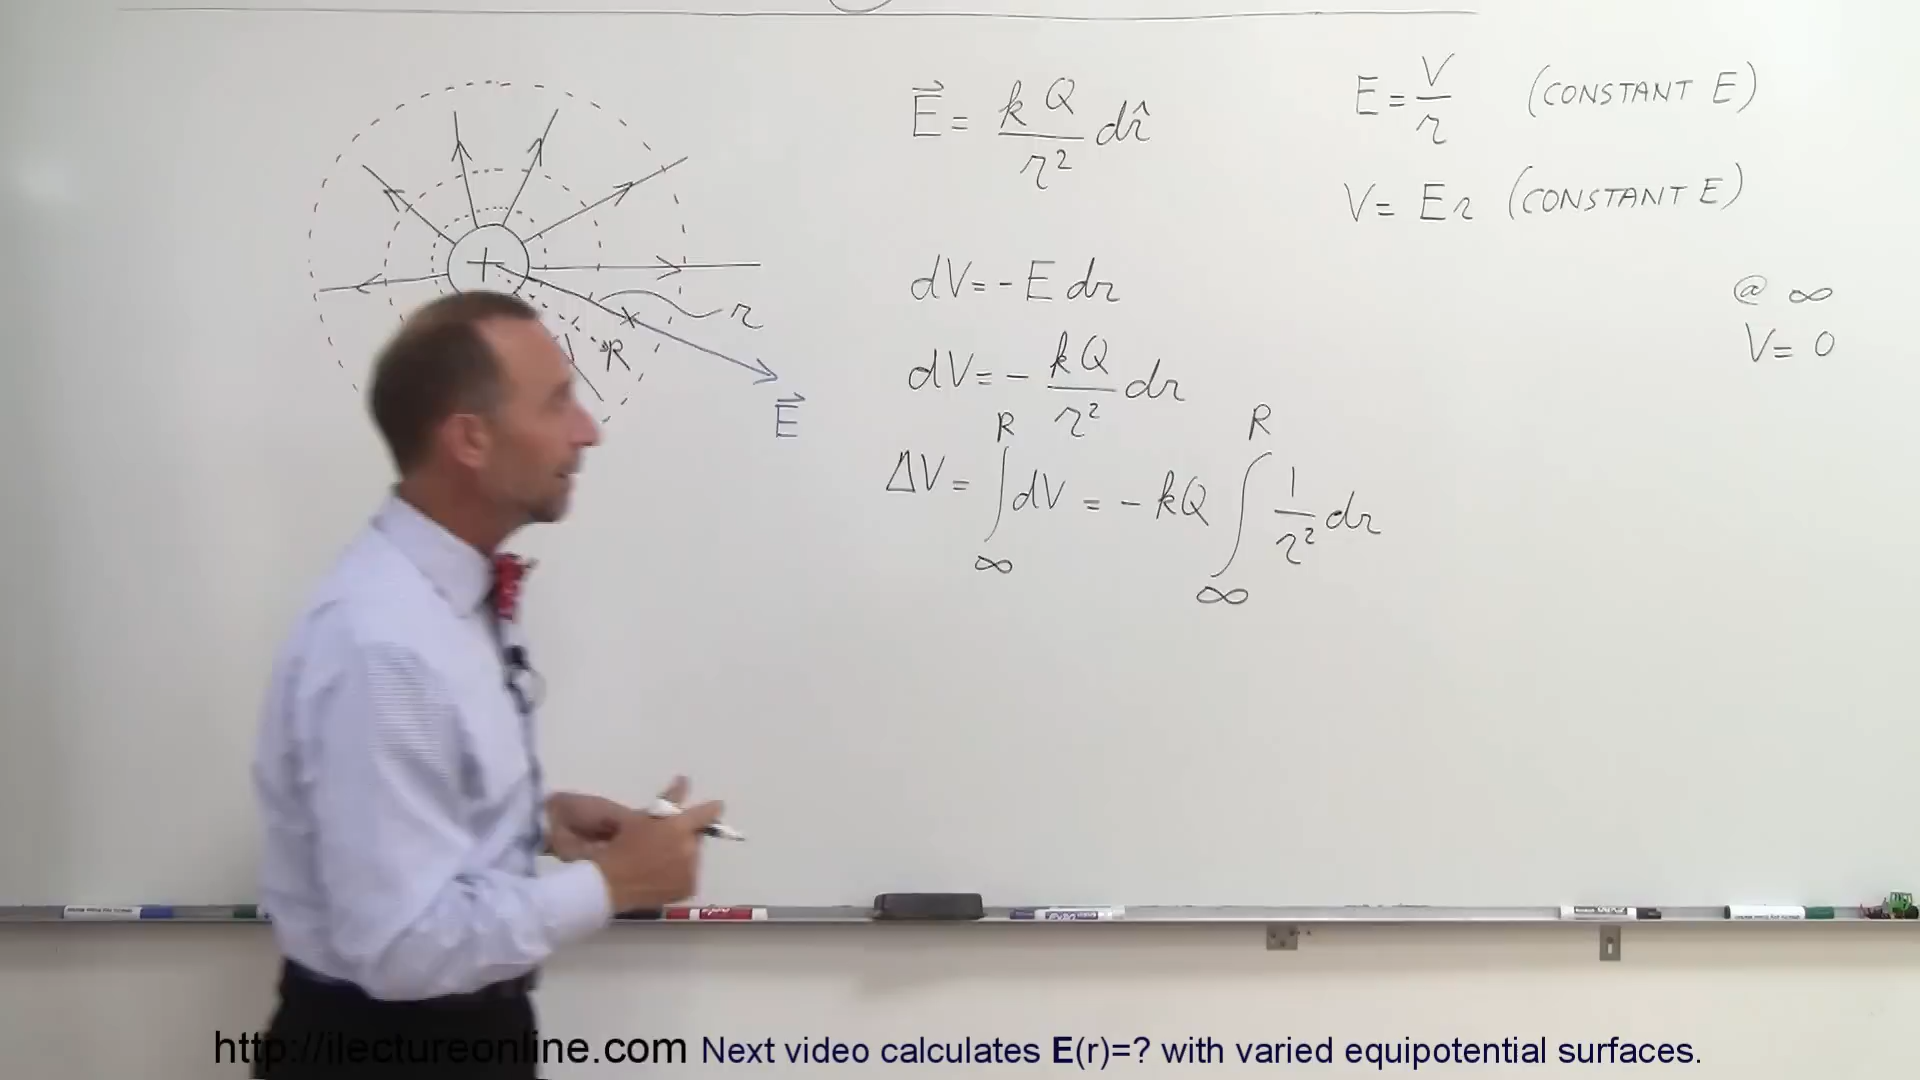 +
r
R
E⃗
E⃗ = kQ/r² dr̂
dV = - E dr
dV = - kQ/r² dr
ΔV = ∫_∞^R dV = - kQ ∫_∞^R 1/r² dr
E = V/r (CONSTANT E)
V = Er (CONSTANT E)
@ ∞
V = 0
http://ilectureonline.com Next video calculates E(r)=? with varied equipotential surfaces.